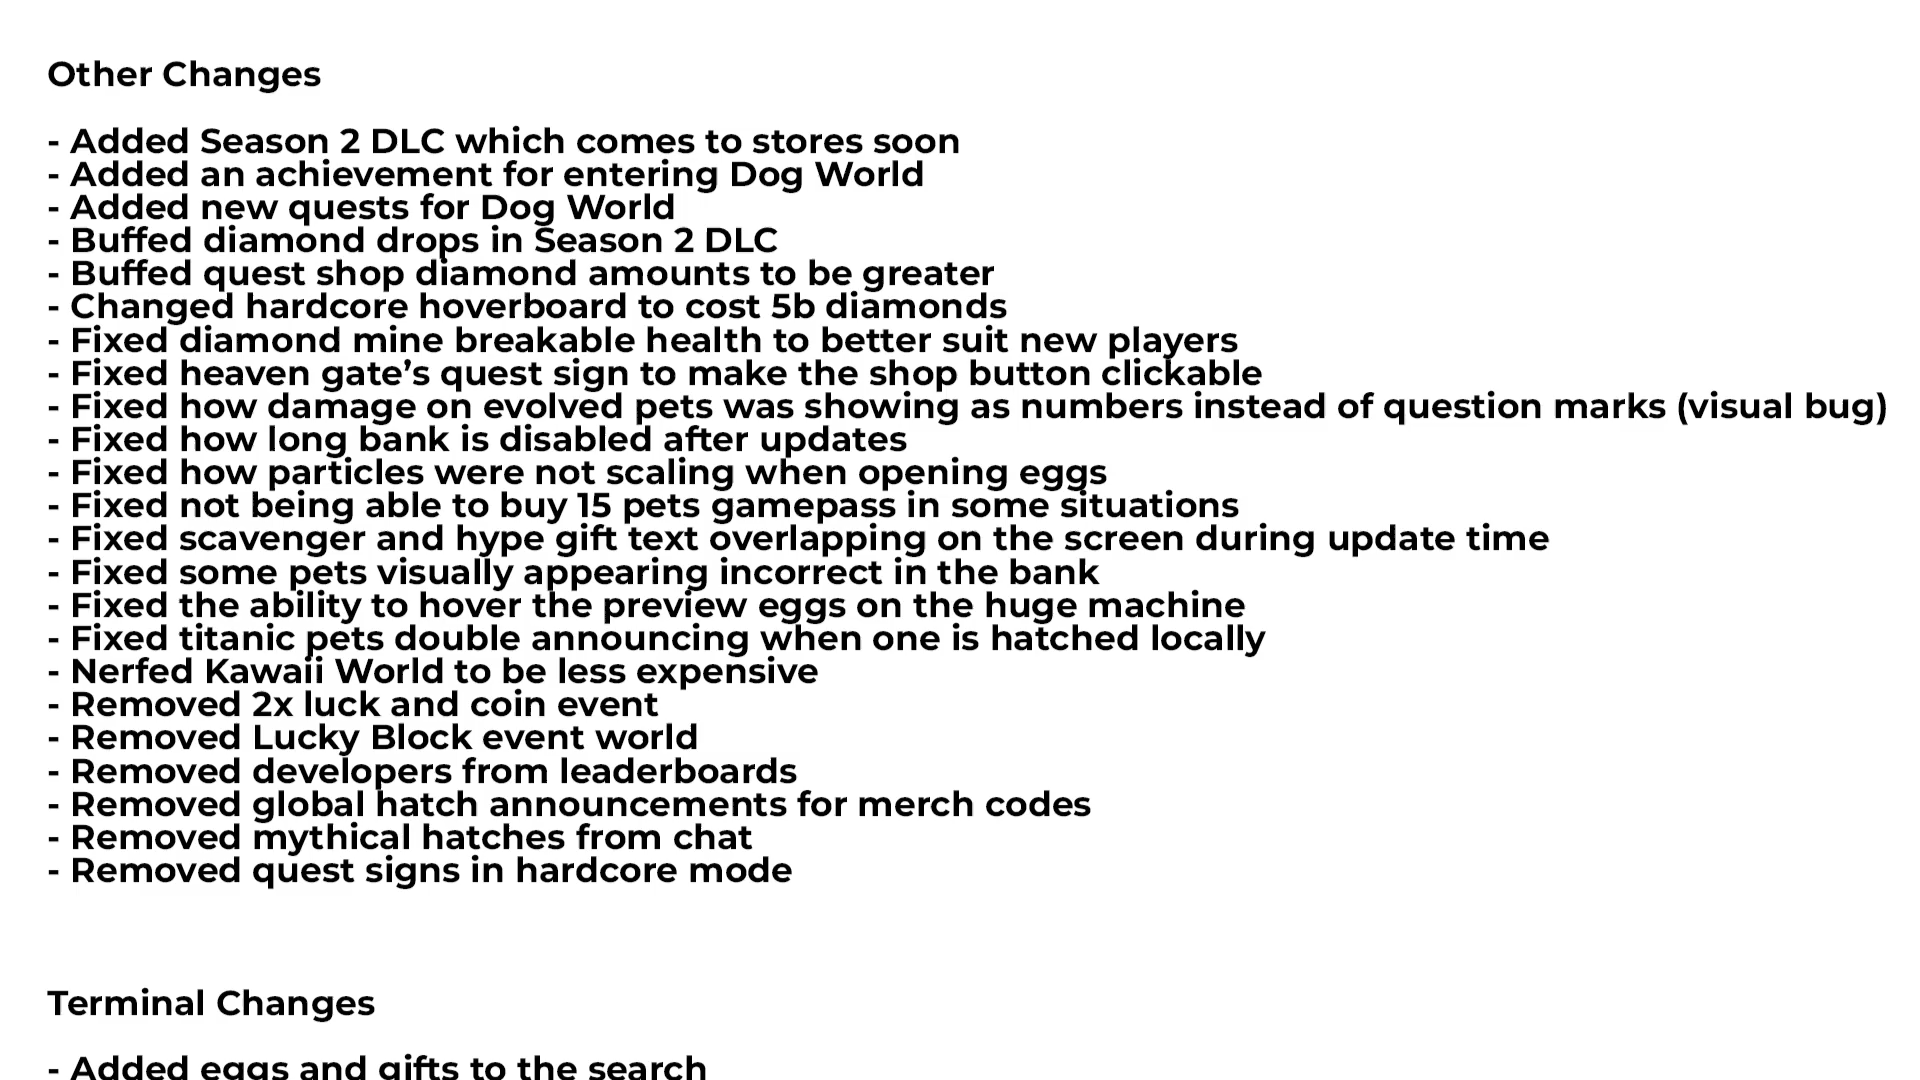 Other Changes
- Added Season 2 DLC which comes to stores soon
- Added an achievement for entering Dog World
- Added new quests for Dog World
- Buffed diamond drops in Season 2 DLC
- Buffed quest shop diamond amounts to be greater
- Changed hardcore hoverboard to cost 5b diamonds
- Fixed diamond mine breakable health to better suit new players
- Fixed heaven gate’s quest sign to make the shop button clickable
- Fixed how damage on evolved pets was showing as numbers instead of question marks (visual bug)
- Fixed how long bank is disabled after updates
- Fixed how particles were not scaling when opening eggs
- Fixed not being able to buy 15 pets gamepass in some situations
- Fixed scavenger and hype gift text overlapping on the screen during update time
- Fixed some pets visually appearing incorrect in the bank
- Fixed the ability to hover the preview eggs on the huge machine
- Fixed titanic pets double announcing when one is hatched locally
- Nerfed Kawaii World to be less expensive
- Removed 2x luck and coin event
- Removed Lucky Block event world
- Removed developers from leaderboards
- Removed global hatch announcements for merch codes
- Removed mythical hatches from chat
- Removed quest signs in hardcore mode
Terminal Changes
- Added eggs and gifts to the search